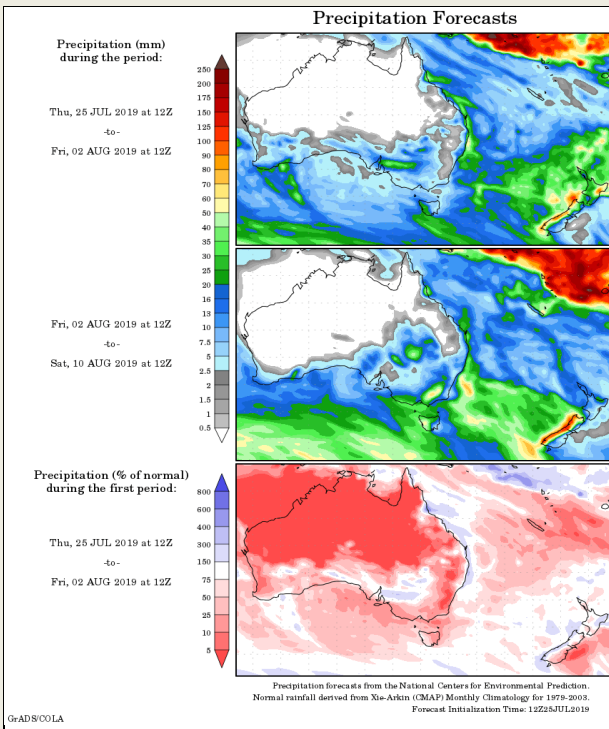 Precipitation Forecasts
Precipitation (mm)
during the period:
Thu, 25 JUL 2019 at 12Z
-to-
Fri, 02 AUG 2019 at 12Z
250
200
175
150
125
100
90
80
70
60
50
40
35
30
25
20
16
13
10
7.5
5
2.5
2
1.5
1
0.5
Fri, 02 AUG 2019 at 12Z
-to-
Sat, 10 AUG 2019 at 12Z
Precipitation (% of normal)
during the first period:
Thu, 25 JUL 2019 at 12Z
-to-
Fri, 02 AUG 2019 at 12Z
800
600
400
300
150
75
50
25
10
5
Precipitation forecasts from the National Centers for Environmental Prediction.
Normal rainfall derived from Xie-Arkin (CMAP) Monthly Climatology for 1979-2003.
Forecast Initialization Time: 12Z25JUL2019
GrADS/COLA